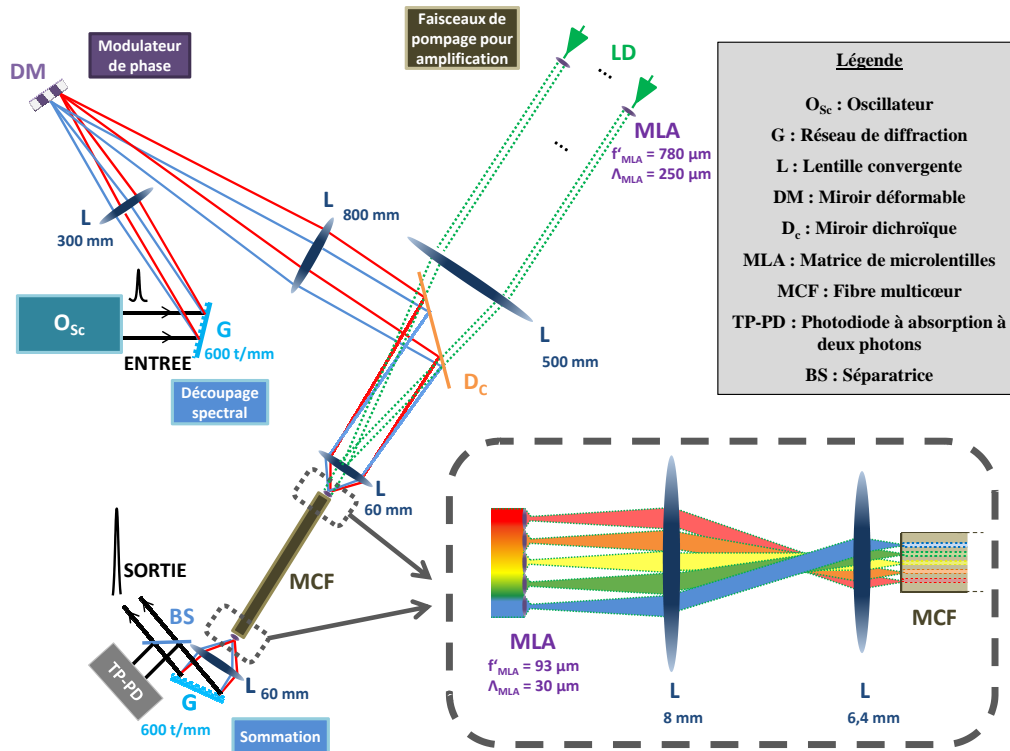 Modulateur
de phase
DM
Faisceaux de
pompage pour
amplification
LD
...
MLA
f'MLA = 780 µm
ΛMLA = 250 µm
...
L
300 mm
L
800 mm
L
500 mm
OSc
ENTREE
G
600 t/mm
Découpage
spectral
DC
L
60 mm
MCF
SORTIE
BS
TP-PD
G
600 t/mm
L
60 mm
Sommation
Légende
OSc : Oscillateur
G : Réseau de diffraction
L : Lentille convergente
DM : Miroir déformable
Dc : Miroir dichroïque
MLA : Matrice de microlentilles
MCF : Fibre multicœur
TP-PD : Photodiode à absorption à
deux photons
BS : Séparatrice
MLA
f'MLA = 93 µm
ΛMLA = 30 µm
L
8 mm
L
6,4 mm
MCF